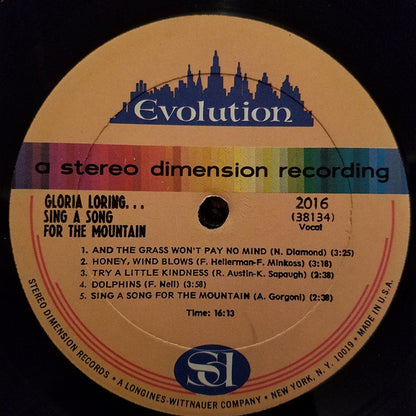 Evolution
a stereo dimension recording
GLORIA LORING...
SING A SONG
FOR THE MOUNTAIN
2016
(38134)
Vocal
1. AND THE GRASS WON'T PAY NO MIND (N. Diamond) (3:25)
2. HONEY, WIND BLOWS (F. Hellerman-F. Minkoss) (3:18)
3. TRY A LITTLE KINDNESS (R. Austin-K. Sapaugh) (2:38)
4. DOLPHINS (F. Neil) (3:58)
5. SING A SONG FOR THE MOUNTAIN (A. Gorgoni) (2:38)
Time: 16:13
SD
STEREO DIMENSION RECORDS • A LONGINES-WITTNAUER COMPANY • NEW YORK, N. Y. 10019 • MADE IN U.S.A.